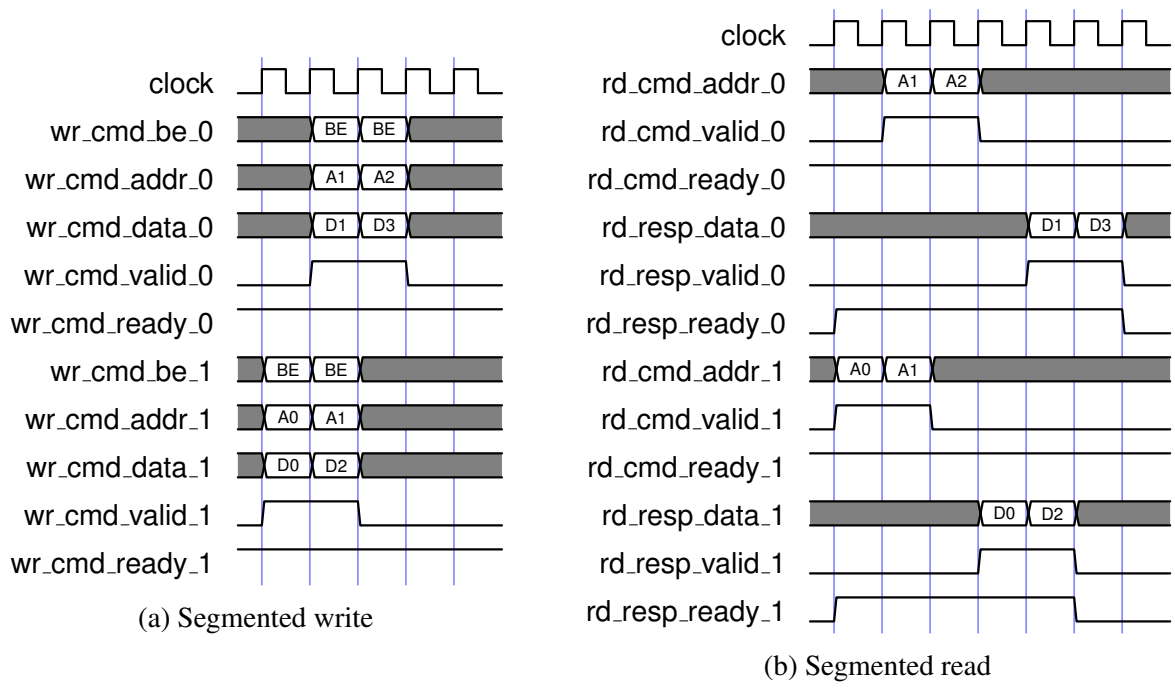 clock
wr_cmd_be_0 BE BE
wr_cmd_addr_0 A1 A2
wr_cmd_data_0 D1 D3
wr_cmd_valid_0
wr_cmd_ready_0
wr_cmd_be_1 BE BE
wr_cmd_addr_1 A0 A1
wr_cmd_data_1 D0 D2
wr_cmd_valid_1
wr_cmd_ready_1
(a) Segmented write
clock
rd_cmd_addr_0 A1 A2
rd_cmd_valid_0
rd_cmd_ready_0
rd_resp_data_0 D1 D3
rd_resp_valid_0
rd_resp_ready_0
rd_cmd_addr_1 A0 A1
rd_cmd_valid_1
rd_cmd_ready_1
rd_resp_data_1 D0 D2
rd_resp_valid_1
rd_resp_ready_1
(b) Segmented read